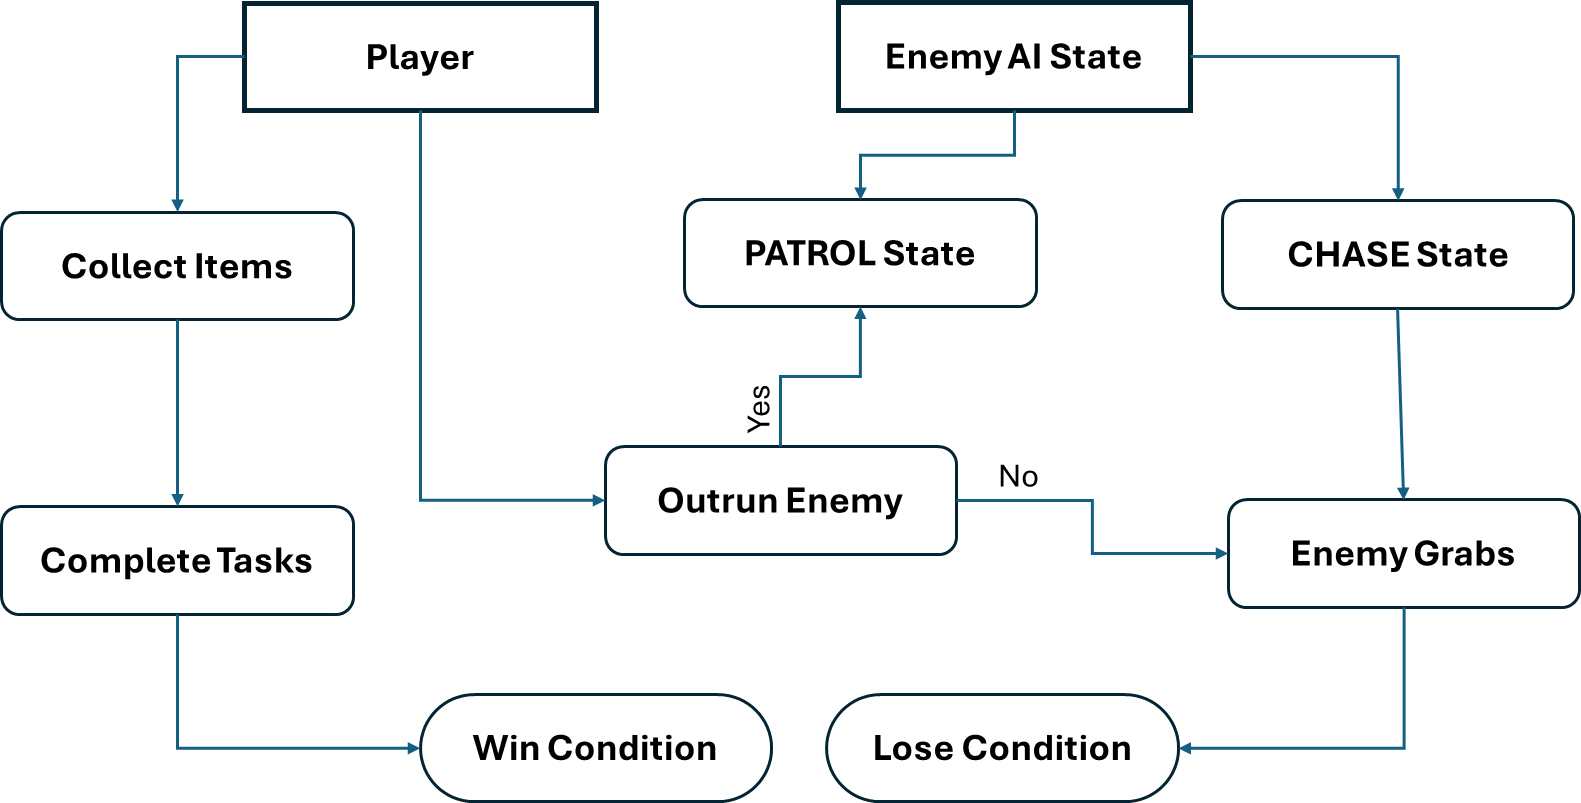 Player
Enemy AI State
Collect Items
PATROL State
CHASE State
Yes
No
Outrun Enemy
Complete Tasks
Enemy Grabs
Win Condition
Lose Condition